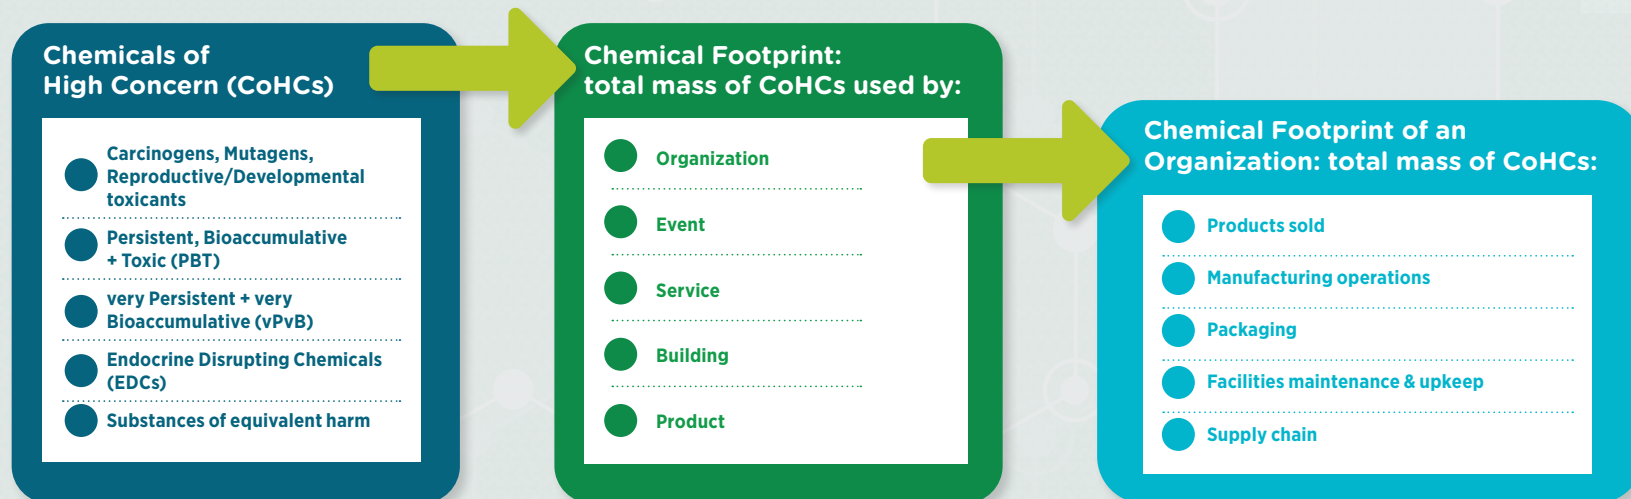 Chemicals of
High Concern (CoHCs)
Carcinogens, Mutagens,
Reproductive/Developmental
toxicants
Persistent, Bioaccumulative
+ Toxic (PBT)
very Persistent + very
Bioaccumulative (vPvB)
Endocrine Disrupting Chemicals
(EDCs)
Substances of equivalent harm
Chemical Footprint:
total mass of CoHCs used by:
Organization
Event
Service
Building
Product
Chemical Footprint of an
Organization: total mass of CoHCs:
Products sold
Manufacturing operations
Packaging
Facilities maintenance & upkeep
Supply chain